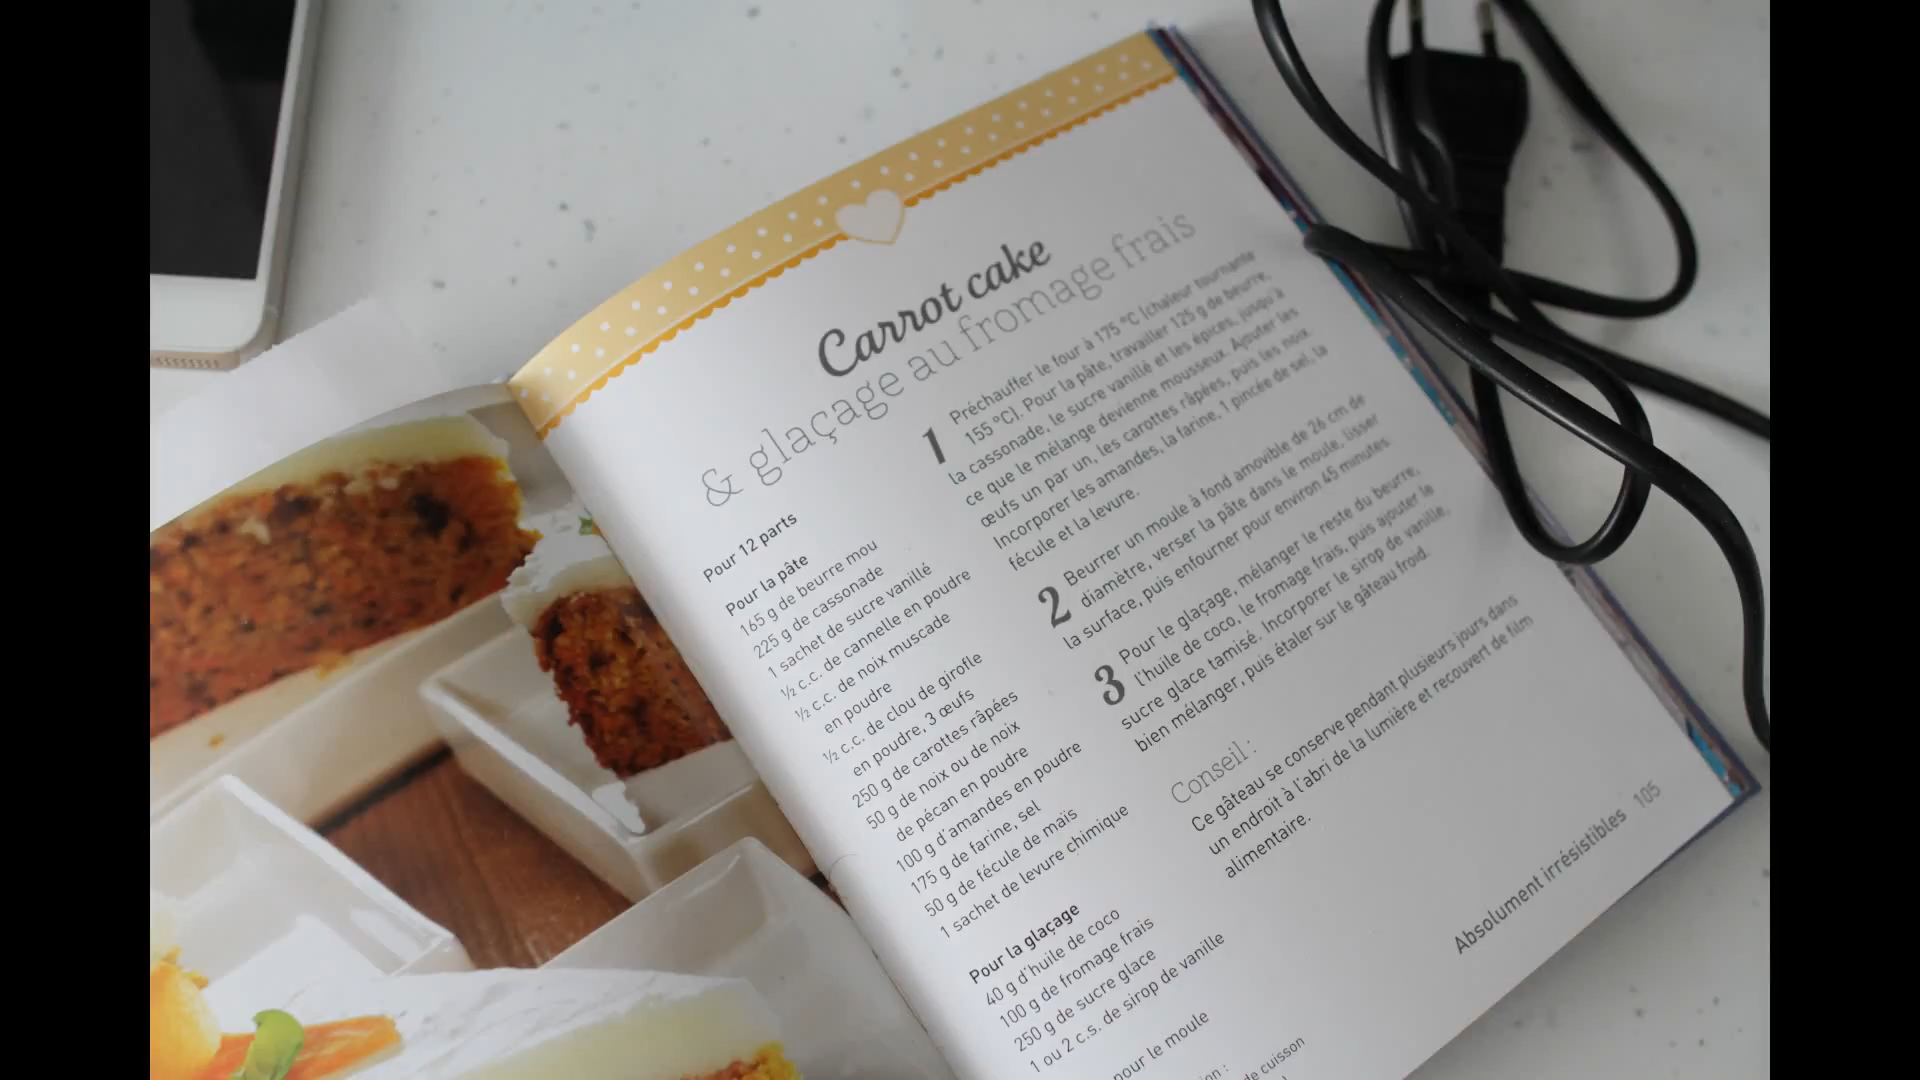 Carrot cake
& glaçage au fromage frais
Pour 12 parts
Pour la pâte
165 g de beurre mou
225 g de cassonade
1 sachet de sucre vanillé
½ c.c. de cannelle en poudre
½ c.c. de noix muscade
en poudre
½ c.c. de clou de girofle
en poudre, 3 œufs
250 g de carottes râpées
50 g de noix ou de noix
de pécan en poudre
100 g d'amandes en poudre
175 g de farine, sel
50 g de fécule de maïs
1 sachet de levure chimique
Pour la glaçage
40 g d'huile de coco
100 g de fromage frais
250 g de sucre glace
1 ou 2 c.s. de sirop de vanille
pour le moule
de cuisson
1 Préchauffer le four à 175 °C (chaleur tournante
155 °C). Pour la pâte, travailler 125 g de beurre,
la cassonade, le sucre vanillé et les épices, jusqu'à
ce que le mélange devienne mousseux. Ajouter les
œufs un par un, les carottes râpées, puis les noix.
Incorporer les amandes, la farine, 1 pincée de sel, la
fécule et la levure.
2 Beurrer un moule à fond amovible de 26 cm de
diamètre, verser la pâte dans le moule, lisser
la surface, puis enfourner pour environ 45 minutes.
3 Pour le glaçage, mélanger le reste du beurre,
l'huile de coco, le fromage frais, puis ajouter le
sucre glace tamisé. Incorporer le sirop de vanille,
bien mélanger, puis étaler sur le gâteau froid.
Conseil :
Ce gâteau se conserve pendant plusieurs jours dans
un endroit à l'abri de la lumière et recouvert de film
alimentaire.
Absolument irrésistibles 105